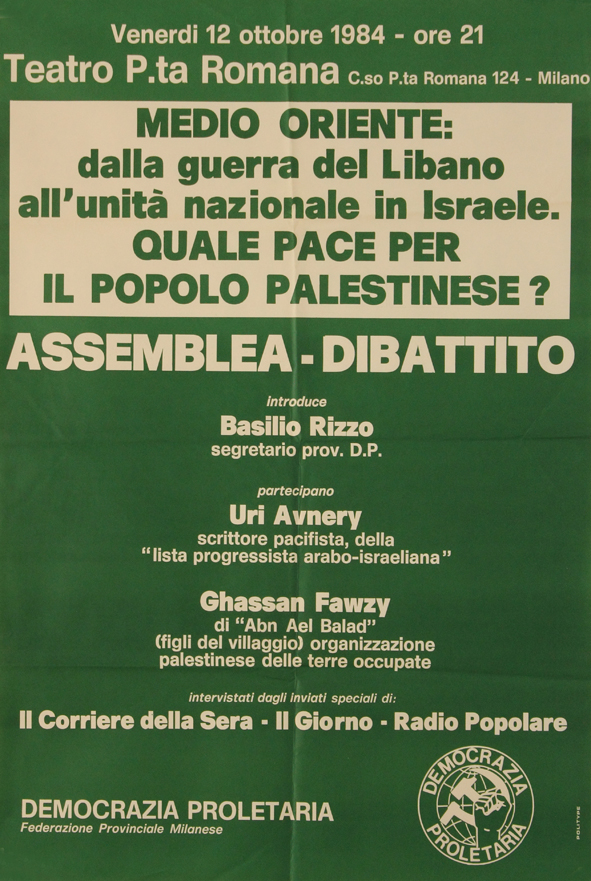 Venerdi 12 ottobre 1984 - ore 21
Teatro P.ta Romana C.so P.ta Romana 124 - Milano
MEDIO ORIENTE:
dalla guerra del Libano
all'unità nazionale in Israele.
QUALE PACE PER
IL POPOLO PALESTINESE ?
ASSEMBLEA - DIBATTITO
introduce
Basilio Rizzo
segretario prov. D.P.
partecipano
Uri Avnery
scrittore pacifista, della
"lista progressista arabo-israeliana"
Ghassan Fawzy
di "Abn Ael Balad"
(figli del villaggio) organizzazione
palestinese delle terre occupate
intervistati dagli inviati speciali di:
Il Corriere della Sera - Il Giorno - Radio Popolare
DEMOCRAZIA PROLETARIA
Federazione Provinciale Milanese
DEMOCRAZIA
PROLETARIA
POLITYPE